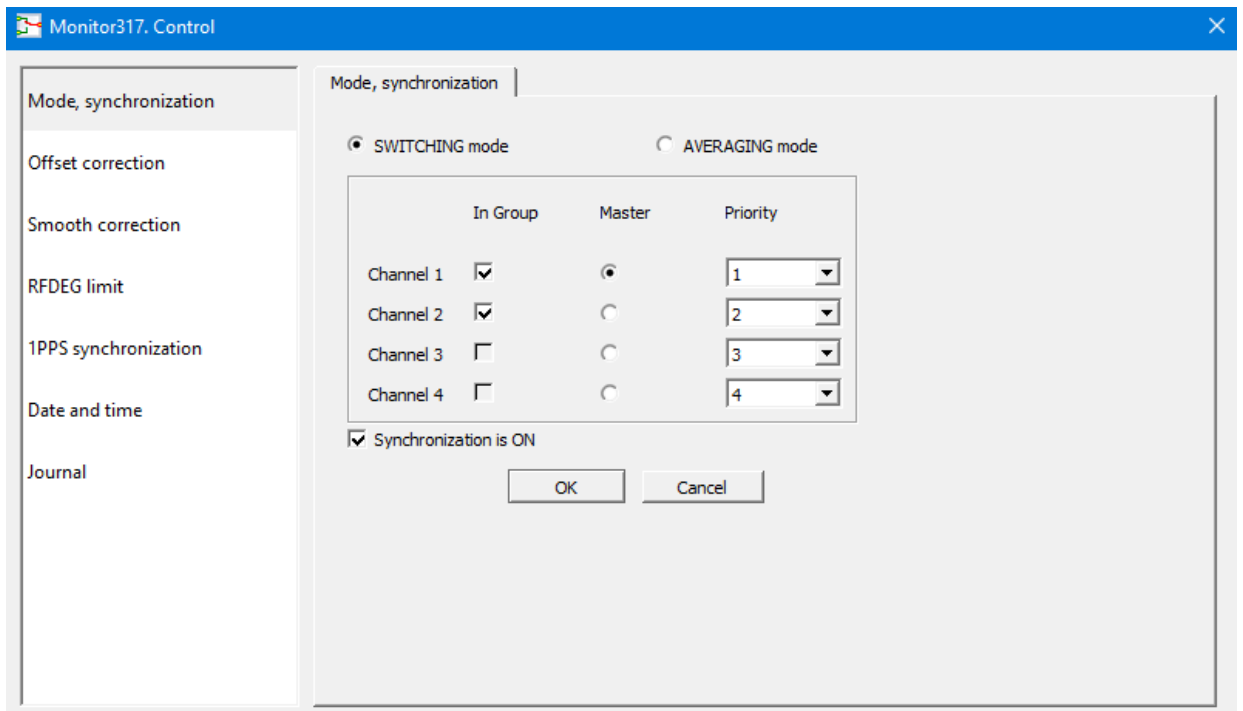 Monitor317. Control
Mode, synchronization
Offset correction
Smooth correction
RFDEG limit
1PPS synchronization
Date and time
Journal
Mode, synchronization
SWITCHING mode AVERAGING mode
In Group Master Priority
Channel 1 1
Channel 2 2
Channel 3 3
Channel 4 4
Synchronization is ON
OK Cancel